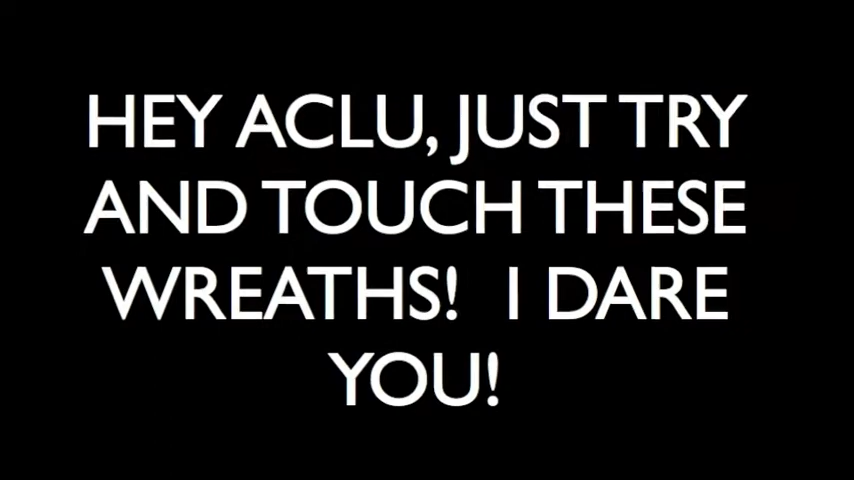 HEY ACLU, JUST TRY
AND TOUCH THESE
WREATHS!  I DARE
YOU!